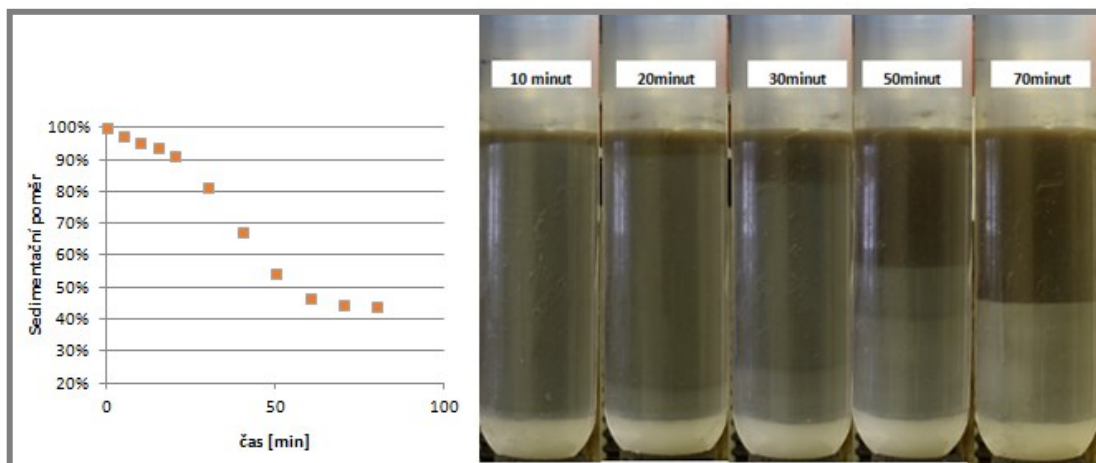 10 minut
20minut
30minut
50minut
70minut
100%
90%
80%
70%
60%
50%
40%
30%
20%
Sedimentační poměr
0
50
100
čas [min]